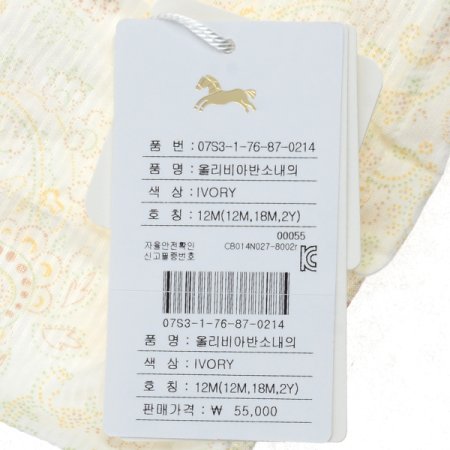 품 번 : 07S3-1-76-87-0214
품 명 : 올리비아반소내의
색 상 : IVORY
호 칭 : 12M(12M,18M,2Y)
00055
자율안전확인 CB014N027-8002r
신고필증번호
07S3-1-76-87-0214
품 명 : 올리비아반소내의
색 상 : IVORY
호 칭 : 12M(12M,18M,2Y)
판매가격 : ₩ 55,000